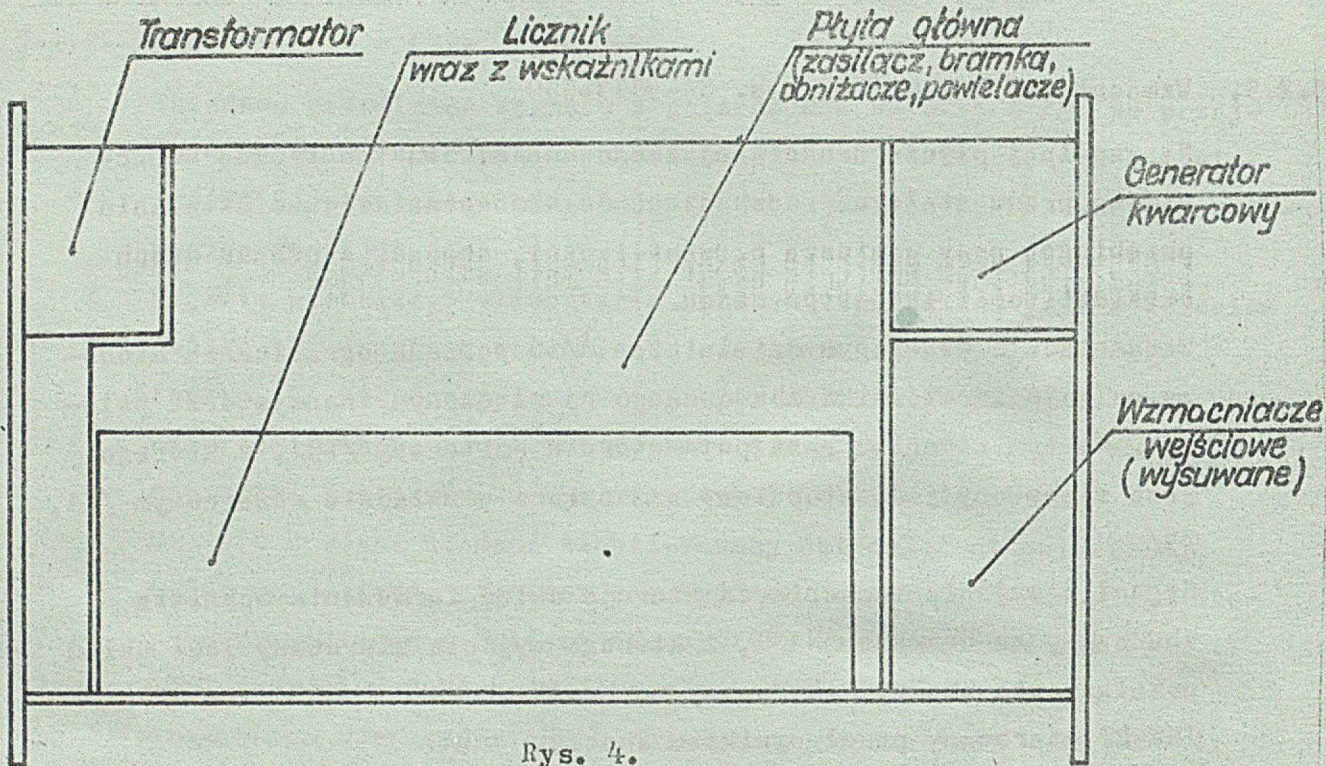 Transformator
Licznik
wraz z wskaźnikami
Płyta główna
(zasilacz, bramka,
obniżacze, powielacze)
Generator
kwarcowy
Wzmacniacze
wejściowe
(wysuwane)
Rys. 4.